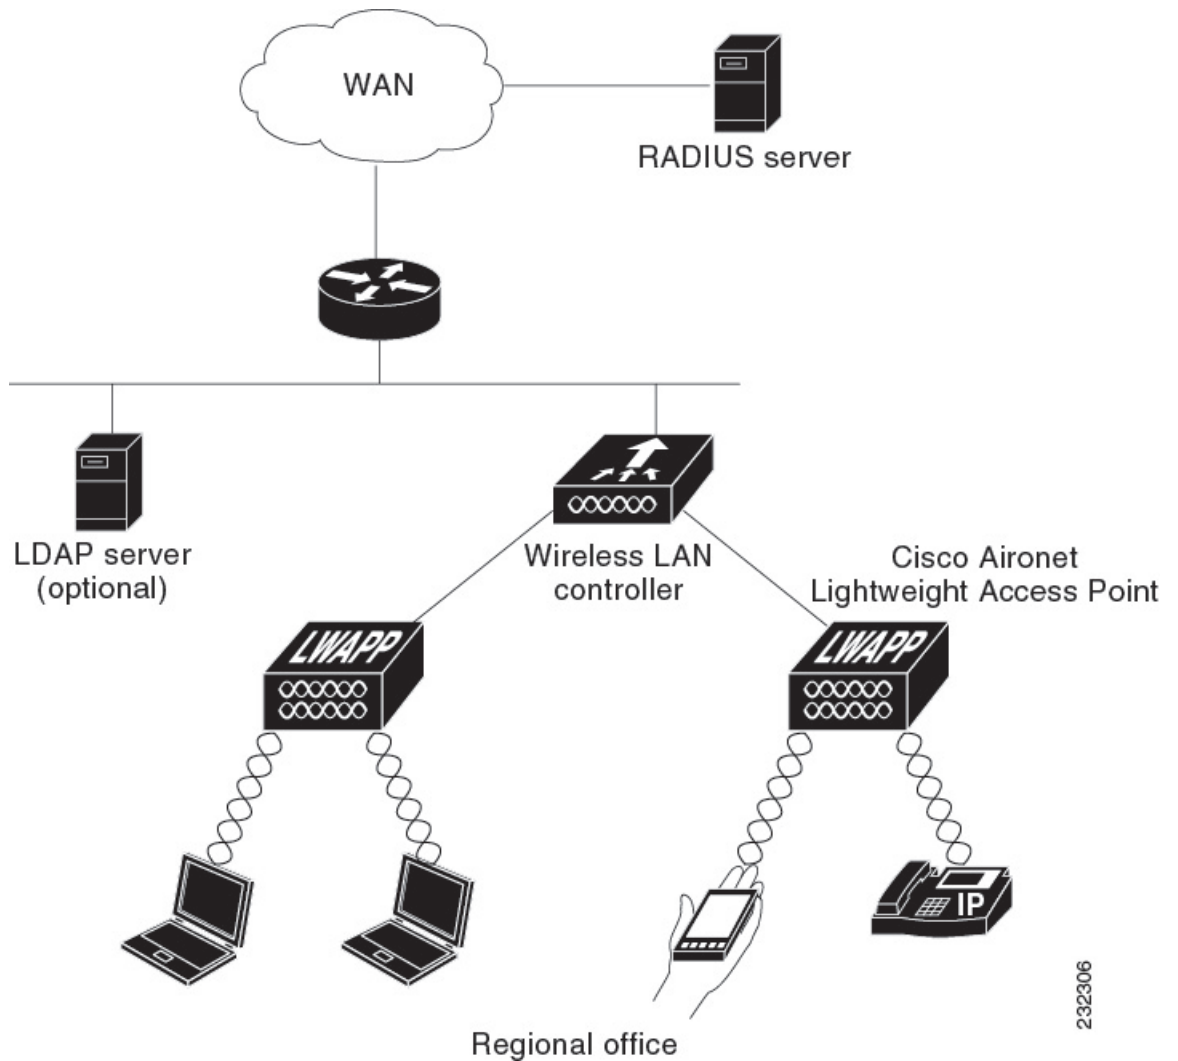 WAN
RADIUS server
LDAP server
(optional)
Wireless LAN
controller
Cisco Aironet
Lightweight Access Point
LWAPP
LWAPP
IP
232306
Regional office